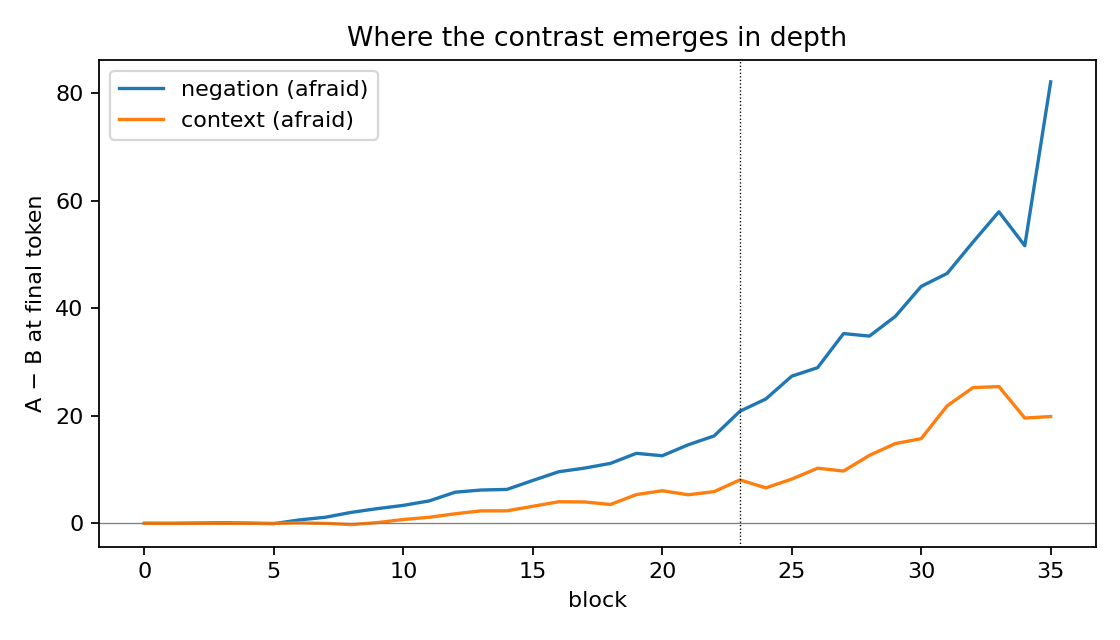 Where the contrast emerges in depth
negation (afraid)
context (afraid)
A − B at final token
80
60
40
20
0
0 5 10 15 20 25 30 35
block